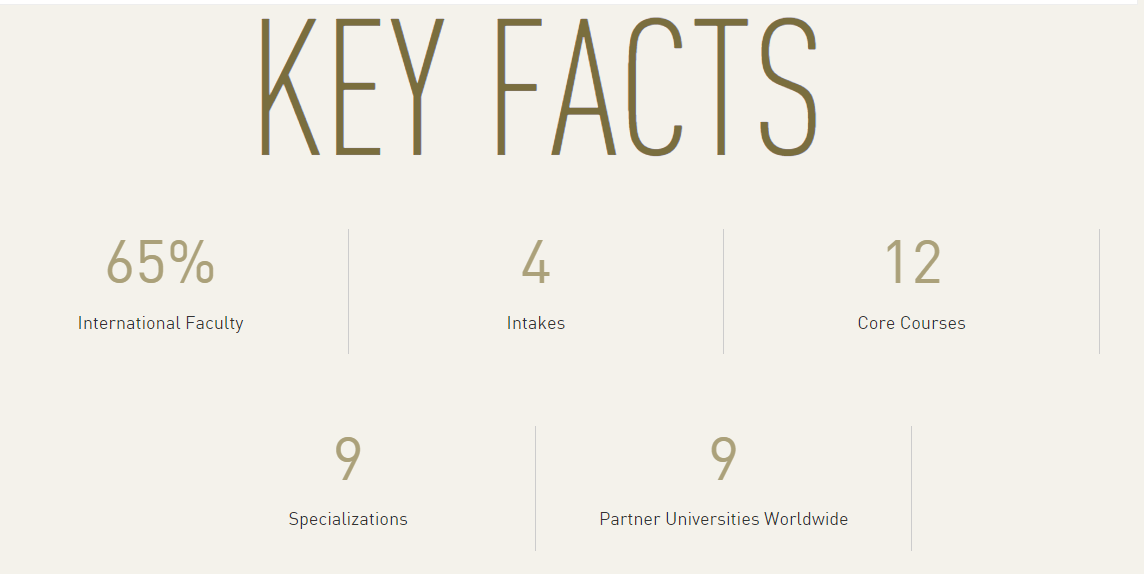 KEY FACTS
65%
International Faculty
4
Intakes
12
Core Courses
9
Specializations
9
Partner Universities Worldwide